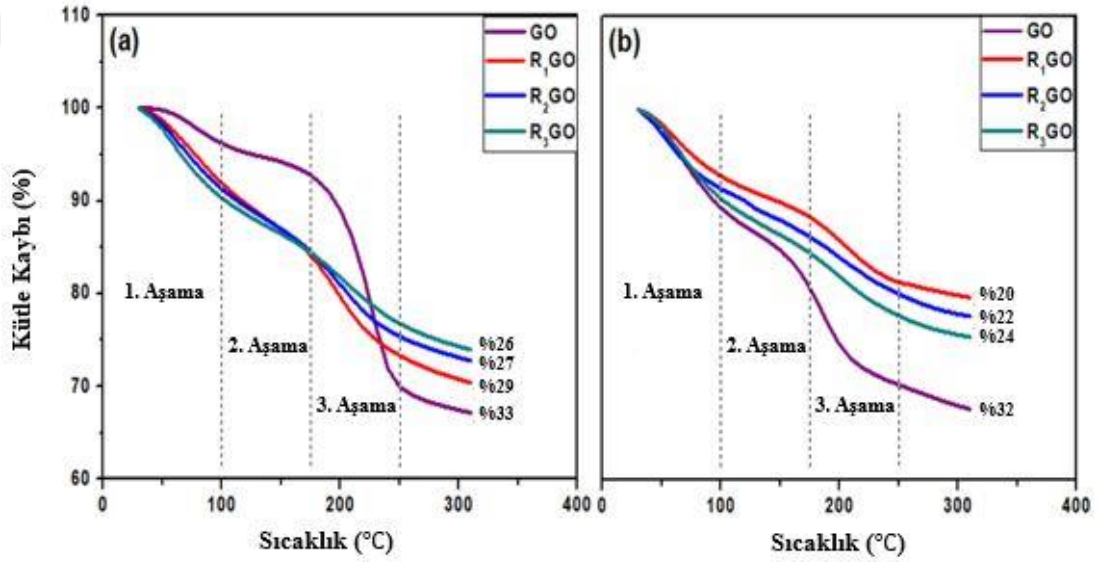 Kütle Kaybı (%)
110
100
90
80
70
60
(a)
GO
R₁GO
R₂GO
R₃GO
1. Aşama
2. Aşama
3. Aşama
%26
%27
%29
%33
0
100
200
300
400
Sıcaklık (℃)
(b)
GO
R₁GO
R₂GO
R₃GO
1. Aşama
2. Aşama
3. Aşama
%20
%22
%24
%32
0
100
200
300
400
Sıcaklık (℃)